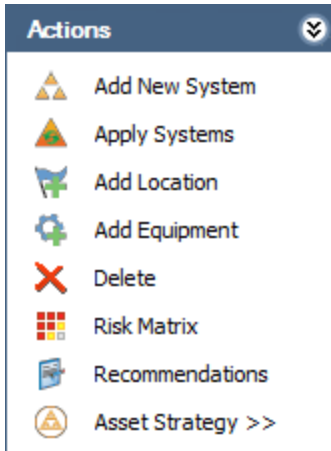 Actions
Add New System
Apply Systems
Add Location
Add Equipment
Delete
Risk Matrix
Recommendations
Asset Strategy >>